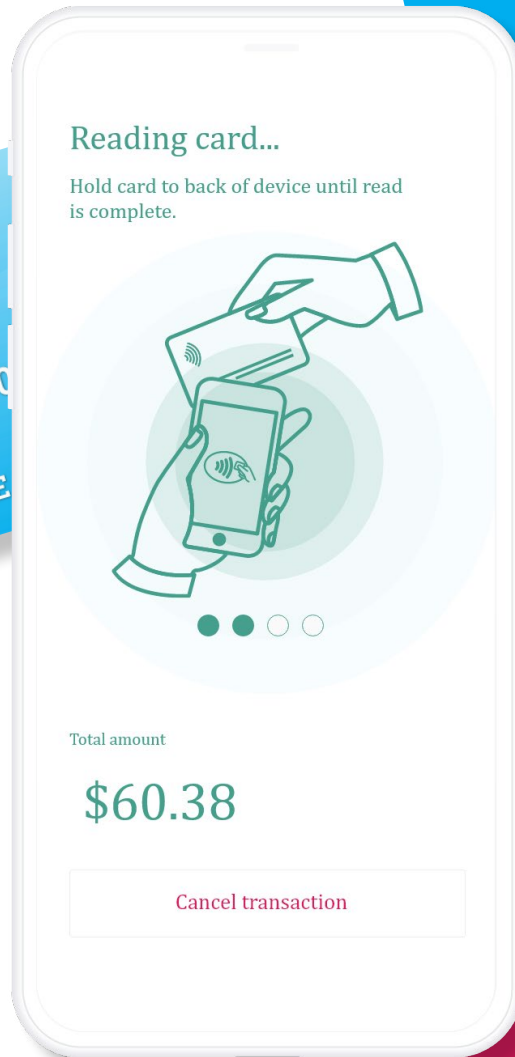 Reading card...
Hold card to back of device until read
is complete.
Total amount
$60.38
Cancel transaction